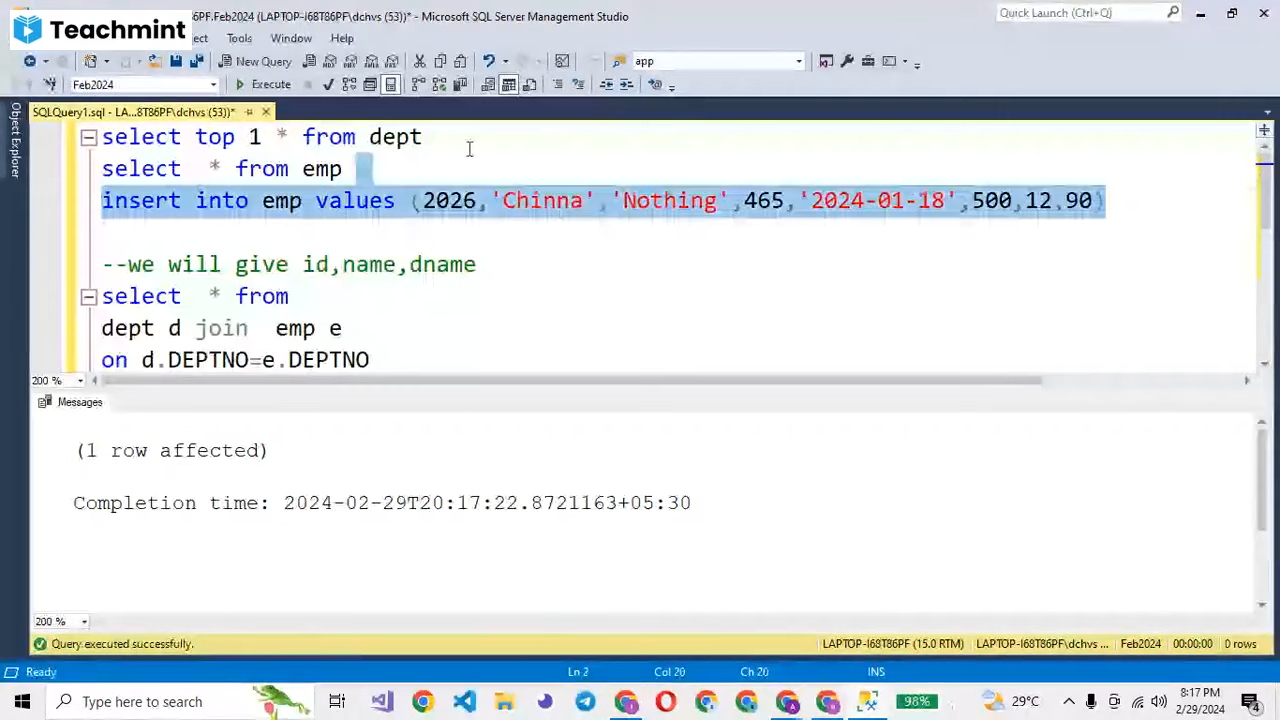 Teachmint
PF.Feb2024 (LAPTOP-I68T86PF\dchvs (53))* - Microsoft SQL Server Management Studio
Quick Launch (Ctrl+Q)
ct Tools Window Help
New Query
app
Feb2024
Execute
Object Explorer
SQLQuery1.sql - LA...8T86PF\dchvs (53))*
select top 1 * from dept
select * from emp
insert into emp values (2026,'Chinna','Nothing',465,'2024-01-18',500,12.90)
--we will give id,name,dname
select * from
dept d join emp e
on d.DEPTNO=e.DEPTNO
200 %
Messages
(1 row affected)
Completion time: 2024-02-29T20:17:22.8721163+05:30
200 %
Query executed successfully.
LAPTOP-I68T86PF (15.0 RTM) LAPTOP-I68T86PF\dchvs ... Feb2024 00:00:00 0 rows
Ready Ln 2 Col 20 Ch 20 INS
Type here to search
98%
29°C
8:17 PM
2/29/2024
4